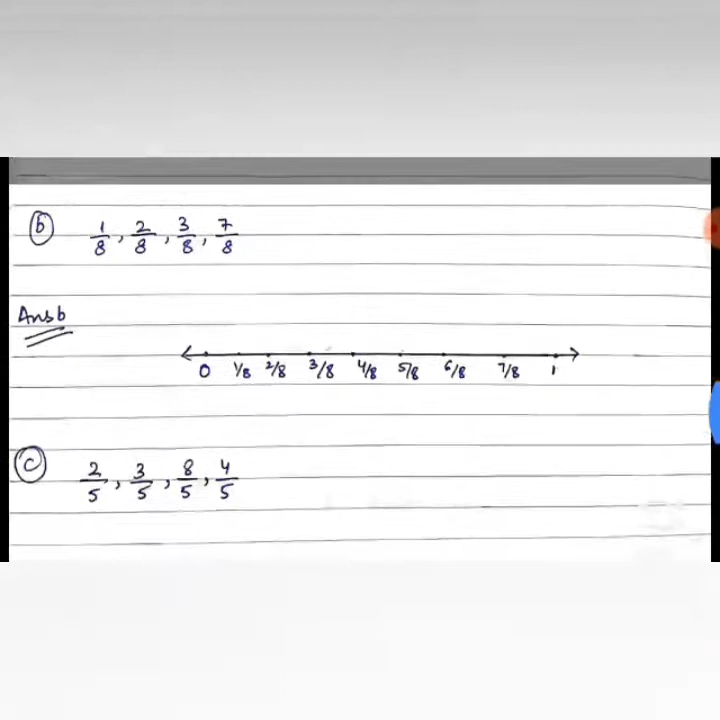 b 1/8, 2/8, 3/8, 7/8
Ans b
0 1/8 2/8 3/8 4/8 5/8 6/8 7/8 1
c 2/5, 3/5, 8/5, 4/5